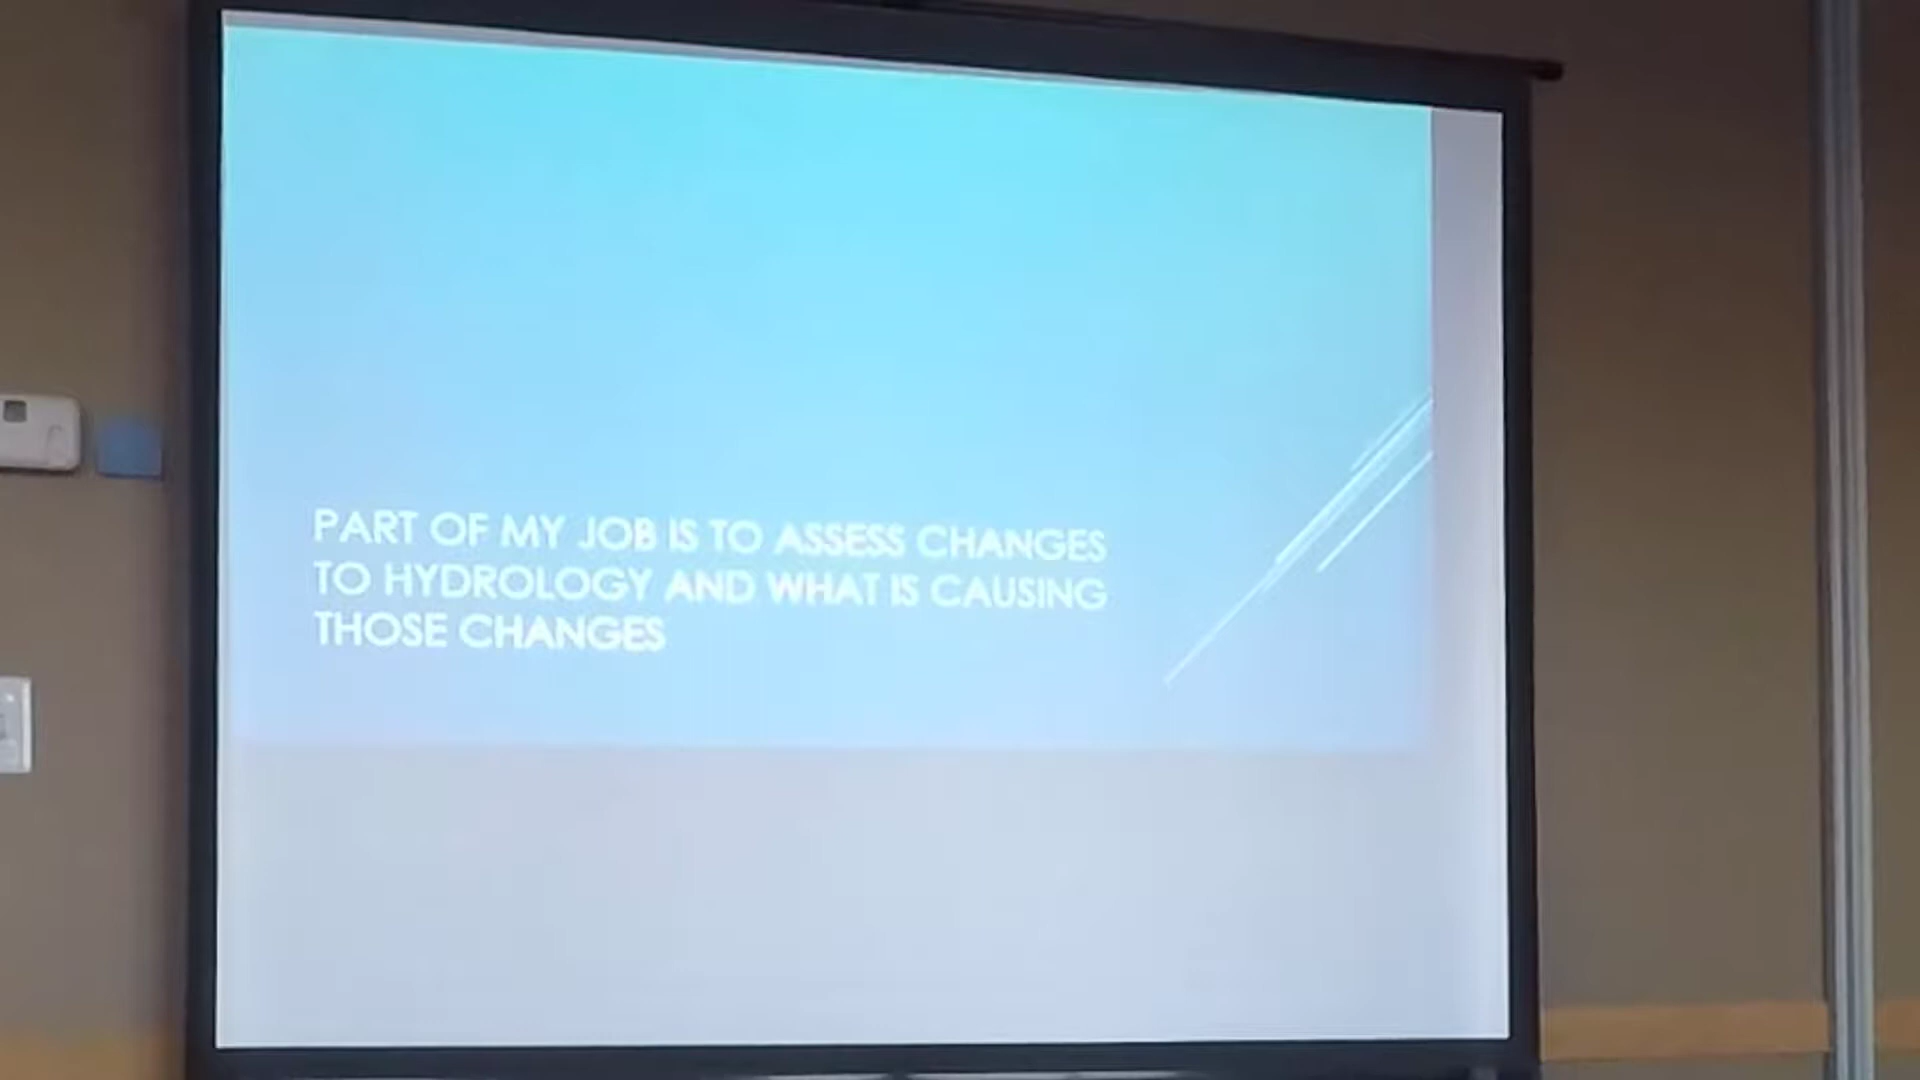 PART OF MY JOB IS TO ASSESS CHANGES
TO HYDROLOGY AND WHAT IS CAUSING
THOSE CHANGES